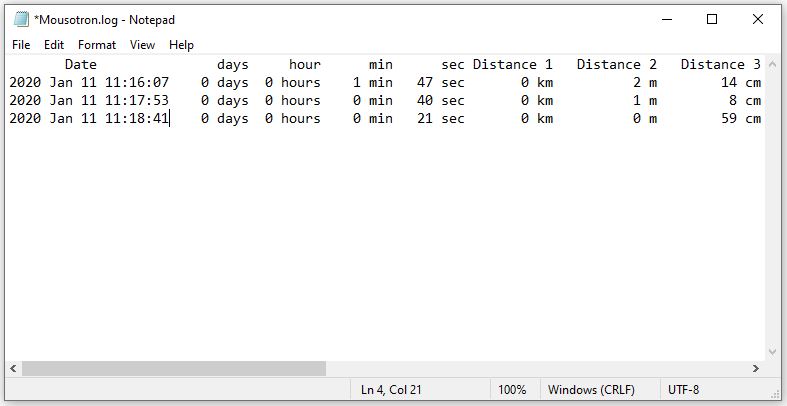 *Mousotron.log - Notepad
File Edit Format View Help
Date days hour min sec Distance 1 Distance 2 Distance 3
2020 Jan 11 11:16:07 0 days 0 hours 1 min 47 sec 0 km 2 m 14 cm
2020 Jan 11 11:17:53 0 days 0 hours 0 min 40 sec 0 km 1 m 8 cm
2020 Jan 11 11:18:41 0 days 0 hours 0 min 21 sec 0 km 0 m 59 cm
Ln 4, Col 21 100% Windows (CRLF) UTF-8